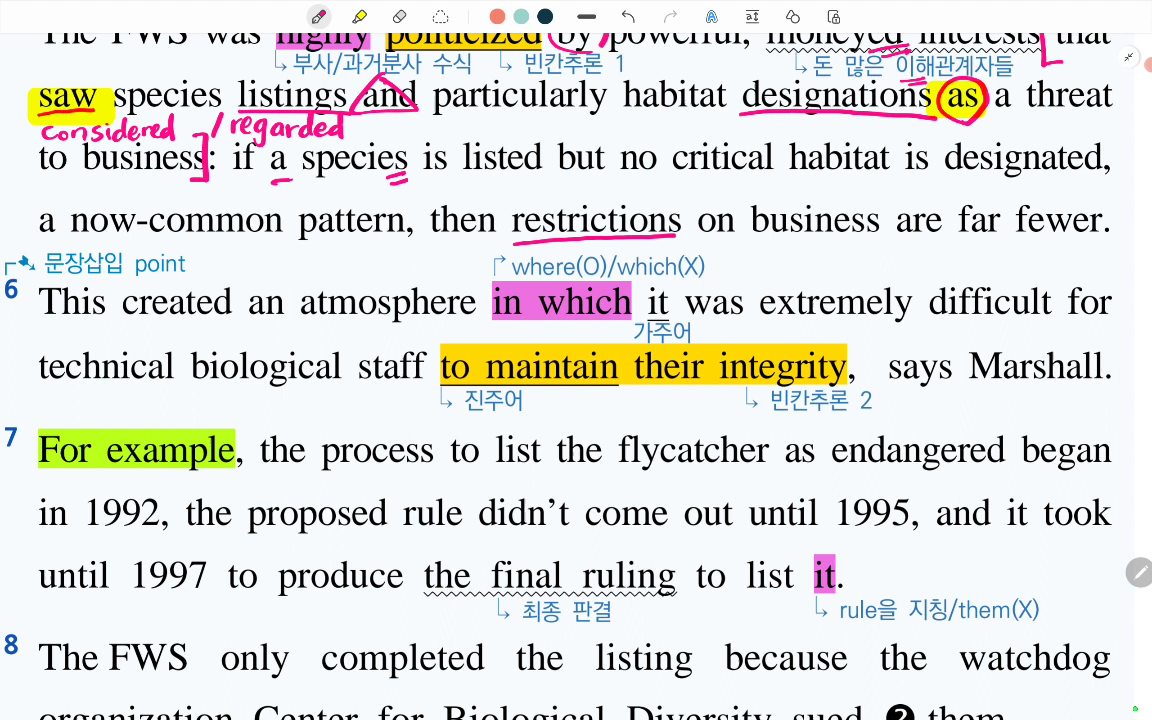 The FWS was highly politicized by powerful, moneyed interests that
↳ 부사/과거분사 수식 ↳ 빈칸추론 1 ↳ 돈 많은 이해관계자들
saw species listings and particularly habitat designations as a threat
considered / regarded
to business: if a species is listed but no critical habitat is designated,
a now-common pattern, then restrictions on business are far fewer.
문장삽입 point where(O)/which(X)
6 This created an atmosphere in which it was extremely difficult for
가주어
technical biological staff to maintain their integrity, says Marshall.
↳ 진주어 ↳ 빈칸추론 2
7 For example, the process to list the flycatcher as endangered began
in 1992, the proposed rule didn't come out until 1995, and it took
until 1997 to produce the final ruling to list it.
↳ 최종 판결 ↳ rule을 지칭/them(X)
8 The FWS only completed the listing because the watchdog
organization Center for Biological Diversity sued ❷ them